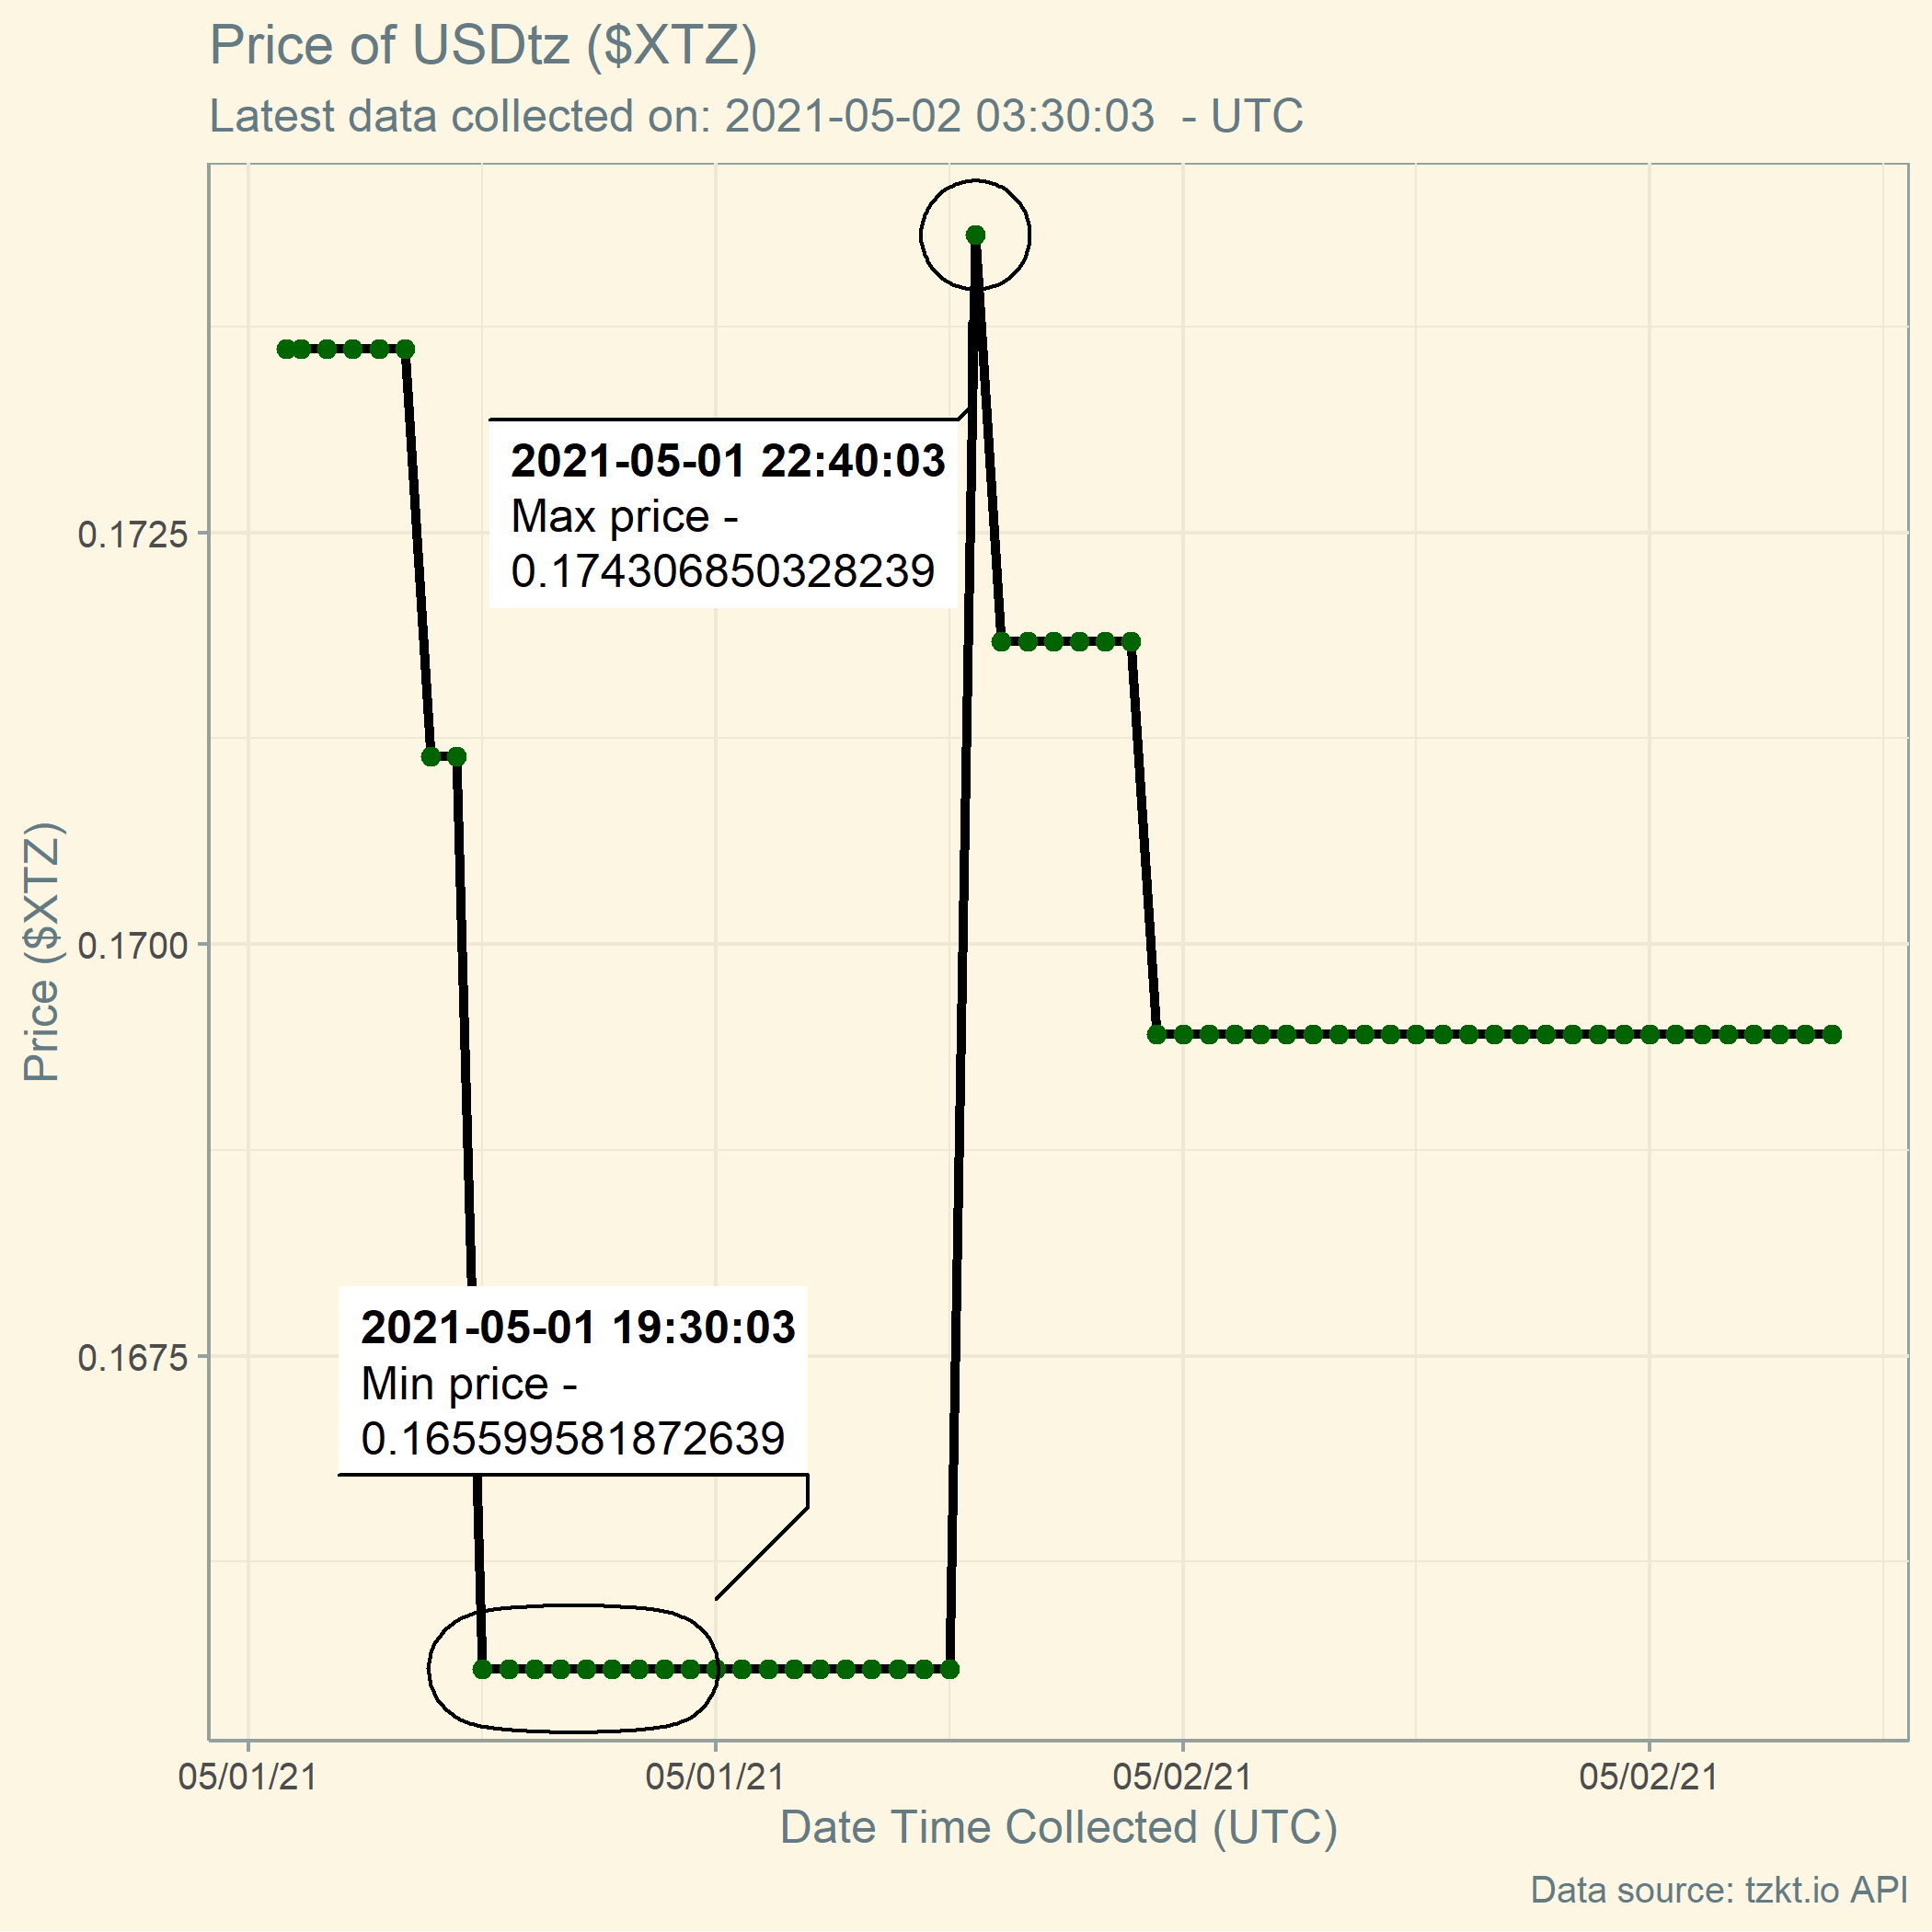 Price of USDtz ($XTZ)
Latest data collected on: 2021-05-02 03:30:03  - UTC
2021-05-01 22:40:03
Max price -
0.174306850328239
0.1725
0.1700
0.1675
Price ($XTZ)
2021-05-01 19:30:03
Min price -
0.165599581872639
05/01/21
05/01/21
05/02/21
05/02/21
Date Time Collected (UTC)
Data source: tzkt.io API